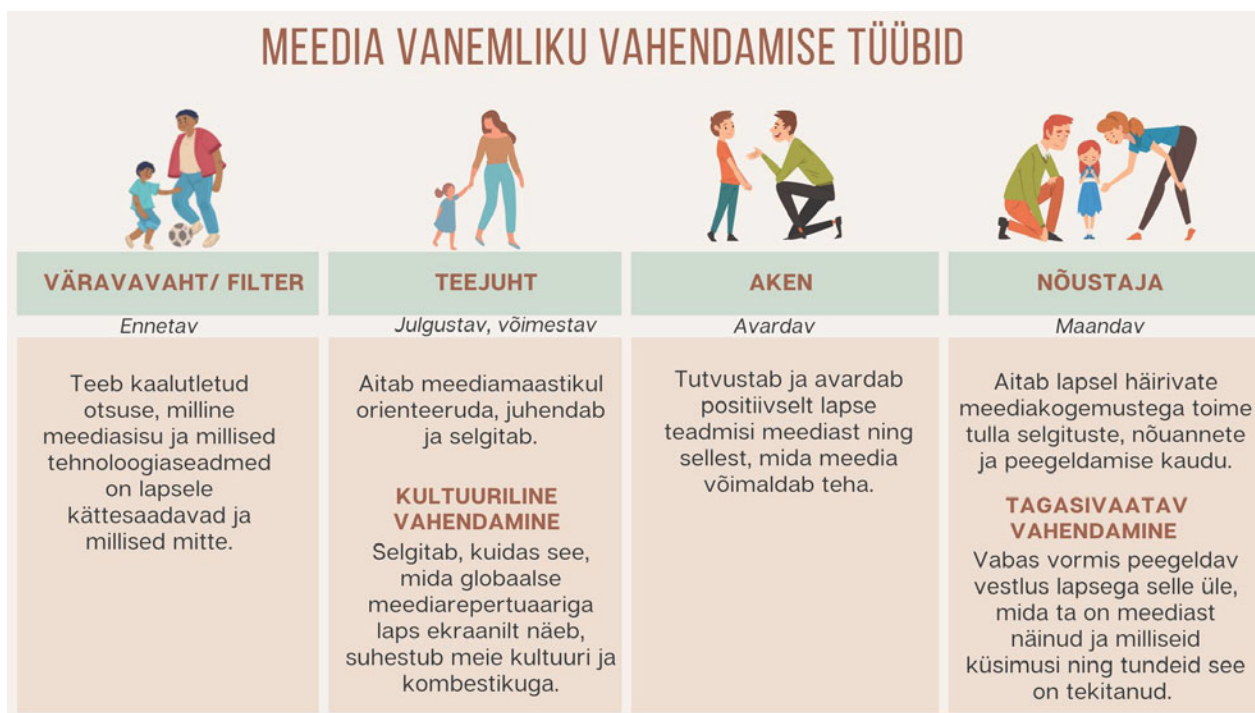 MEEDIA VANEMLIKU VAHENDAMISE TÜÜBID
VÄRAVAVAHT/ FILTER
Ennetav
Teeb kaalutletud
otsuse, milline
meediasisu ja millised
tehnoloogiaseadmed
on lapsele
kättesaadavad ja
millised mitte.
TEEJUHT
Julgustav, võimestav
Aitab meediamaastikul
orienteeruda, juhendab
ja selgitab.
KULTUURILINE
VAHENDAMINE
Selgitab, kuidas see,
mida globaalse
meediarepertuaariga
laps ekraanilt näeb,
suhestub meie kultuuri ja
kombestikuga.
AKEN
Avardav
Tutvustab ja avardab
positiivselt lapse
teadmisi meediast ning
sellest, mida meedia
võimaldab teha.
NÕUSTAJA
Maandav
Aitab lapsel häirivate
meediakogemustega toime
tulla selgituste, nõuannete
ja peegeldamise kaudu.
TAGASIVAATAV
VAHENDAMINE
Vabas vormis peegeldav
vestlus lapsega selle üle,
mida ta on meediast
näinud ja milliseid
küsimusi ning tundeid see
on tekitanud.